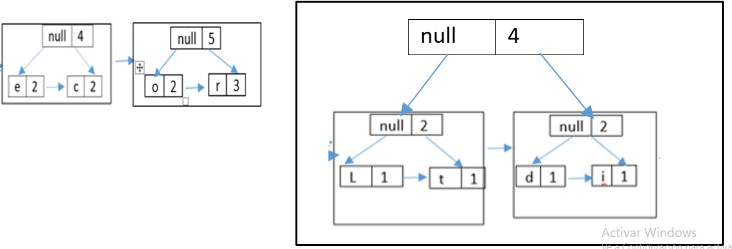 null 4
e 2 c 2
null 5
o 2 r 3
null 4
null 2
L 1 t 1
null 2
d 1 i 1
Activar Windows